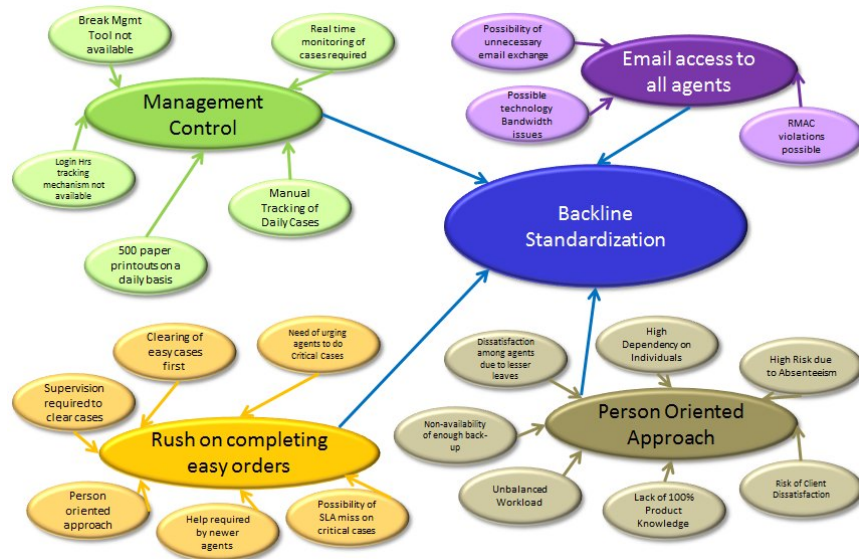 Break Mgmt
Tool not
available
Real time
monitoring of
cases required
Management
Control
Login Hrs
tracking
mechanism not
available
Manual
Tracking of
Daily Cases
500 paper
printouts on a
daily basis
Possibility of
unnecessary
email exchange
Email access to
all agents
Possible
technology
Bandwidth
issues
RMAC
violations
possible
Backline
Standardization
Clearing of
easy cases
first
Need of urging
agents to do
Critical Cases
Supervision
required to
clear cases
Rush on completing
easy orders
Person
oriented
approach
Help required
by newer
agents
Possibility of
SLA miss on
critical cases
Dissatisfaction
among agents
due to lesser
leaves
High
Dependency on
Individuals
High Risk due
to Absenteeism
Non-availability
of enough back-
up
Person Oriented
Approach
Unbalanced
Workload
Lack of 100%
Product
Knowledge
Risk of Client
Dissatisfaction